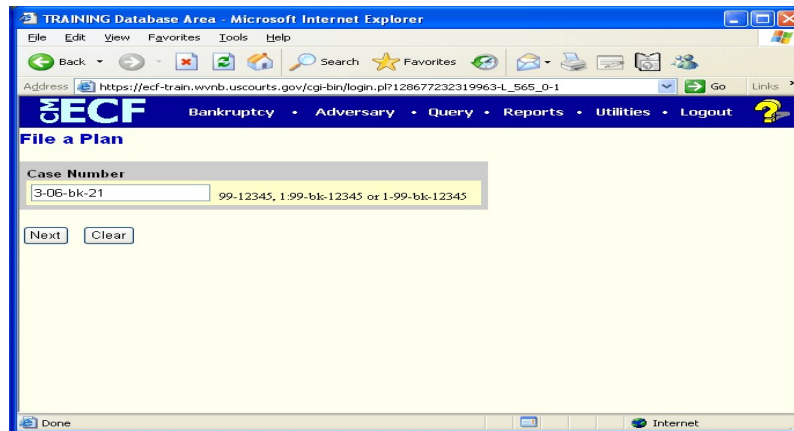 TRAINING Database Area - Microsoft Internet Explorer
File Edit View Favorites Tools Help
Back Search Favorites
Address https://ecf-train.wvnb.uscourts.gov/cgi-bin/login.pl?128677232319963-L_565_0-1 Go Links »
CM ECF Bankruptcy • Adversary • Query • Reports • Utilities • Logout ?
File a Plan
Case Number
3-06-bk-21 99-12345, 1:99-bk-12345 or 1-99-bk-12345
Next Clear
Done Internet